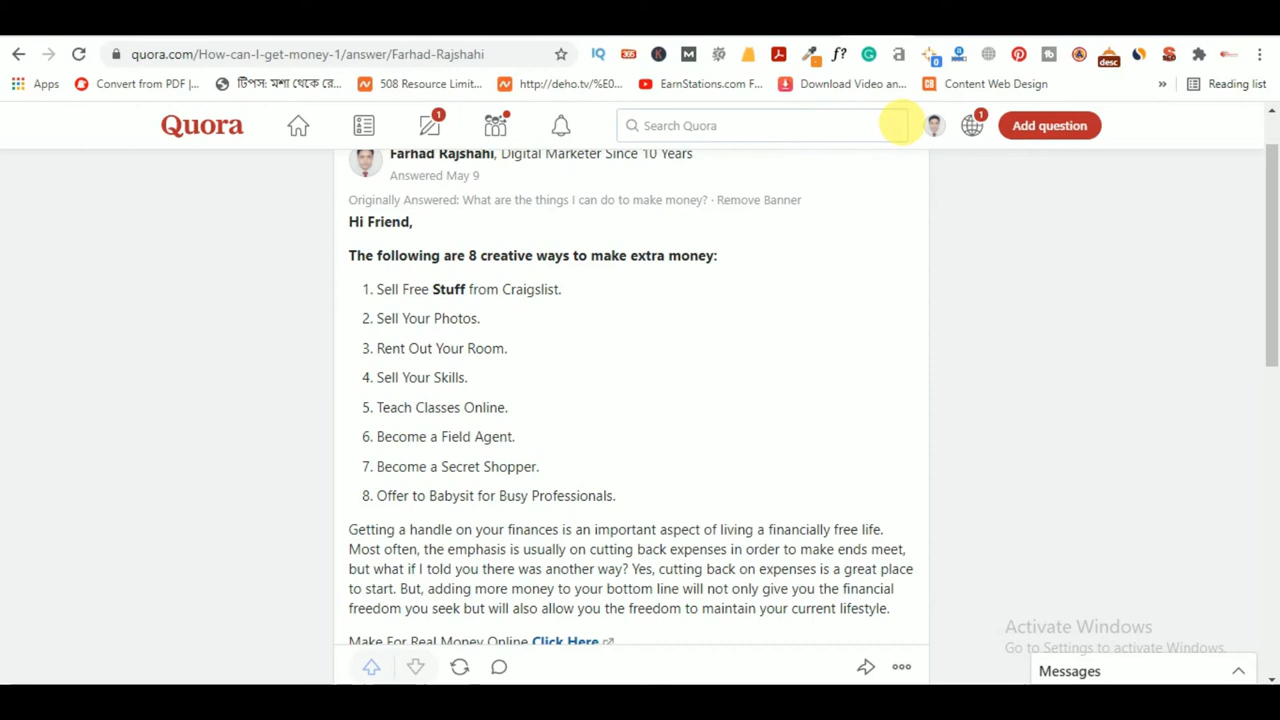 quora.com/How-can-I-get-money-1/answer/Farhad-Rajshahi
Apps
Convert from PDF |...
টিপস: মশা থেকে রে...
508 Resource Limit...
http://deho.tv/%E0...
EarnStations.com F...
Download Video an...
Content Web Design
»
Reading list
Quora
1
Search Quora
1
Add question
Farhad Rajshahi, Digital Marketer Since 10 Years
Answered May 9
Originally Answered: What are the things I can do to make money? · Remove Banner
Hi Friend,
The following are 8 creative ways to make extra money:
1. Sell Free Stuff from Craigslist.
2. Sell Your Photos.
3. Rent Out Your Room.
4. Sell Your Skills.
5. Teach Classes Online.
6. Become a Field Agent.
7. Become a Secret Shopper.
8. Offer to Babysit for Busy Professionals.
Getting a handle on your finances is an important aspect of living a financially free life.
Most often, the emphasis is usually on cutting back expenses in order to make ends meet,
but what if I told you there was another way? Yes, cutting back on expenses is a great place
to start. But, adding more money to your bottom line will not only give you the financial
freedom you seek but will also allow you the freedom to maintain your current lifestyle.
Make For Real Money Online Click Here
Activate Windows
Go to Settings to activate Windows.
Messages